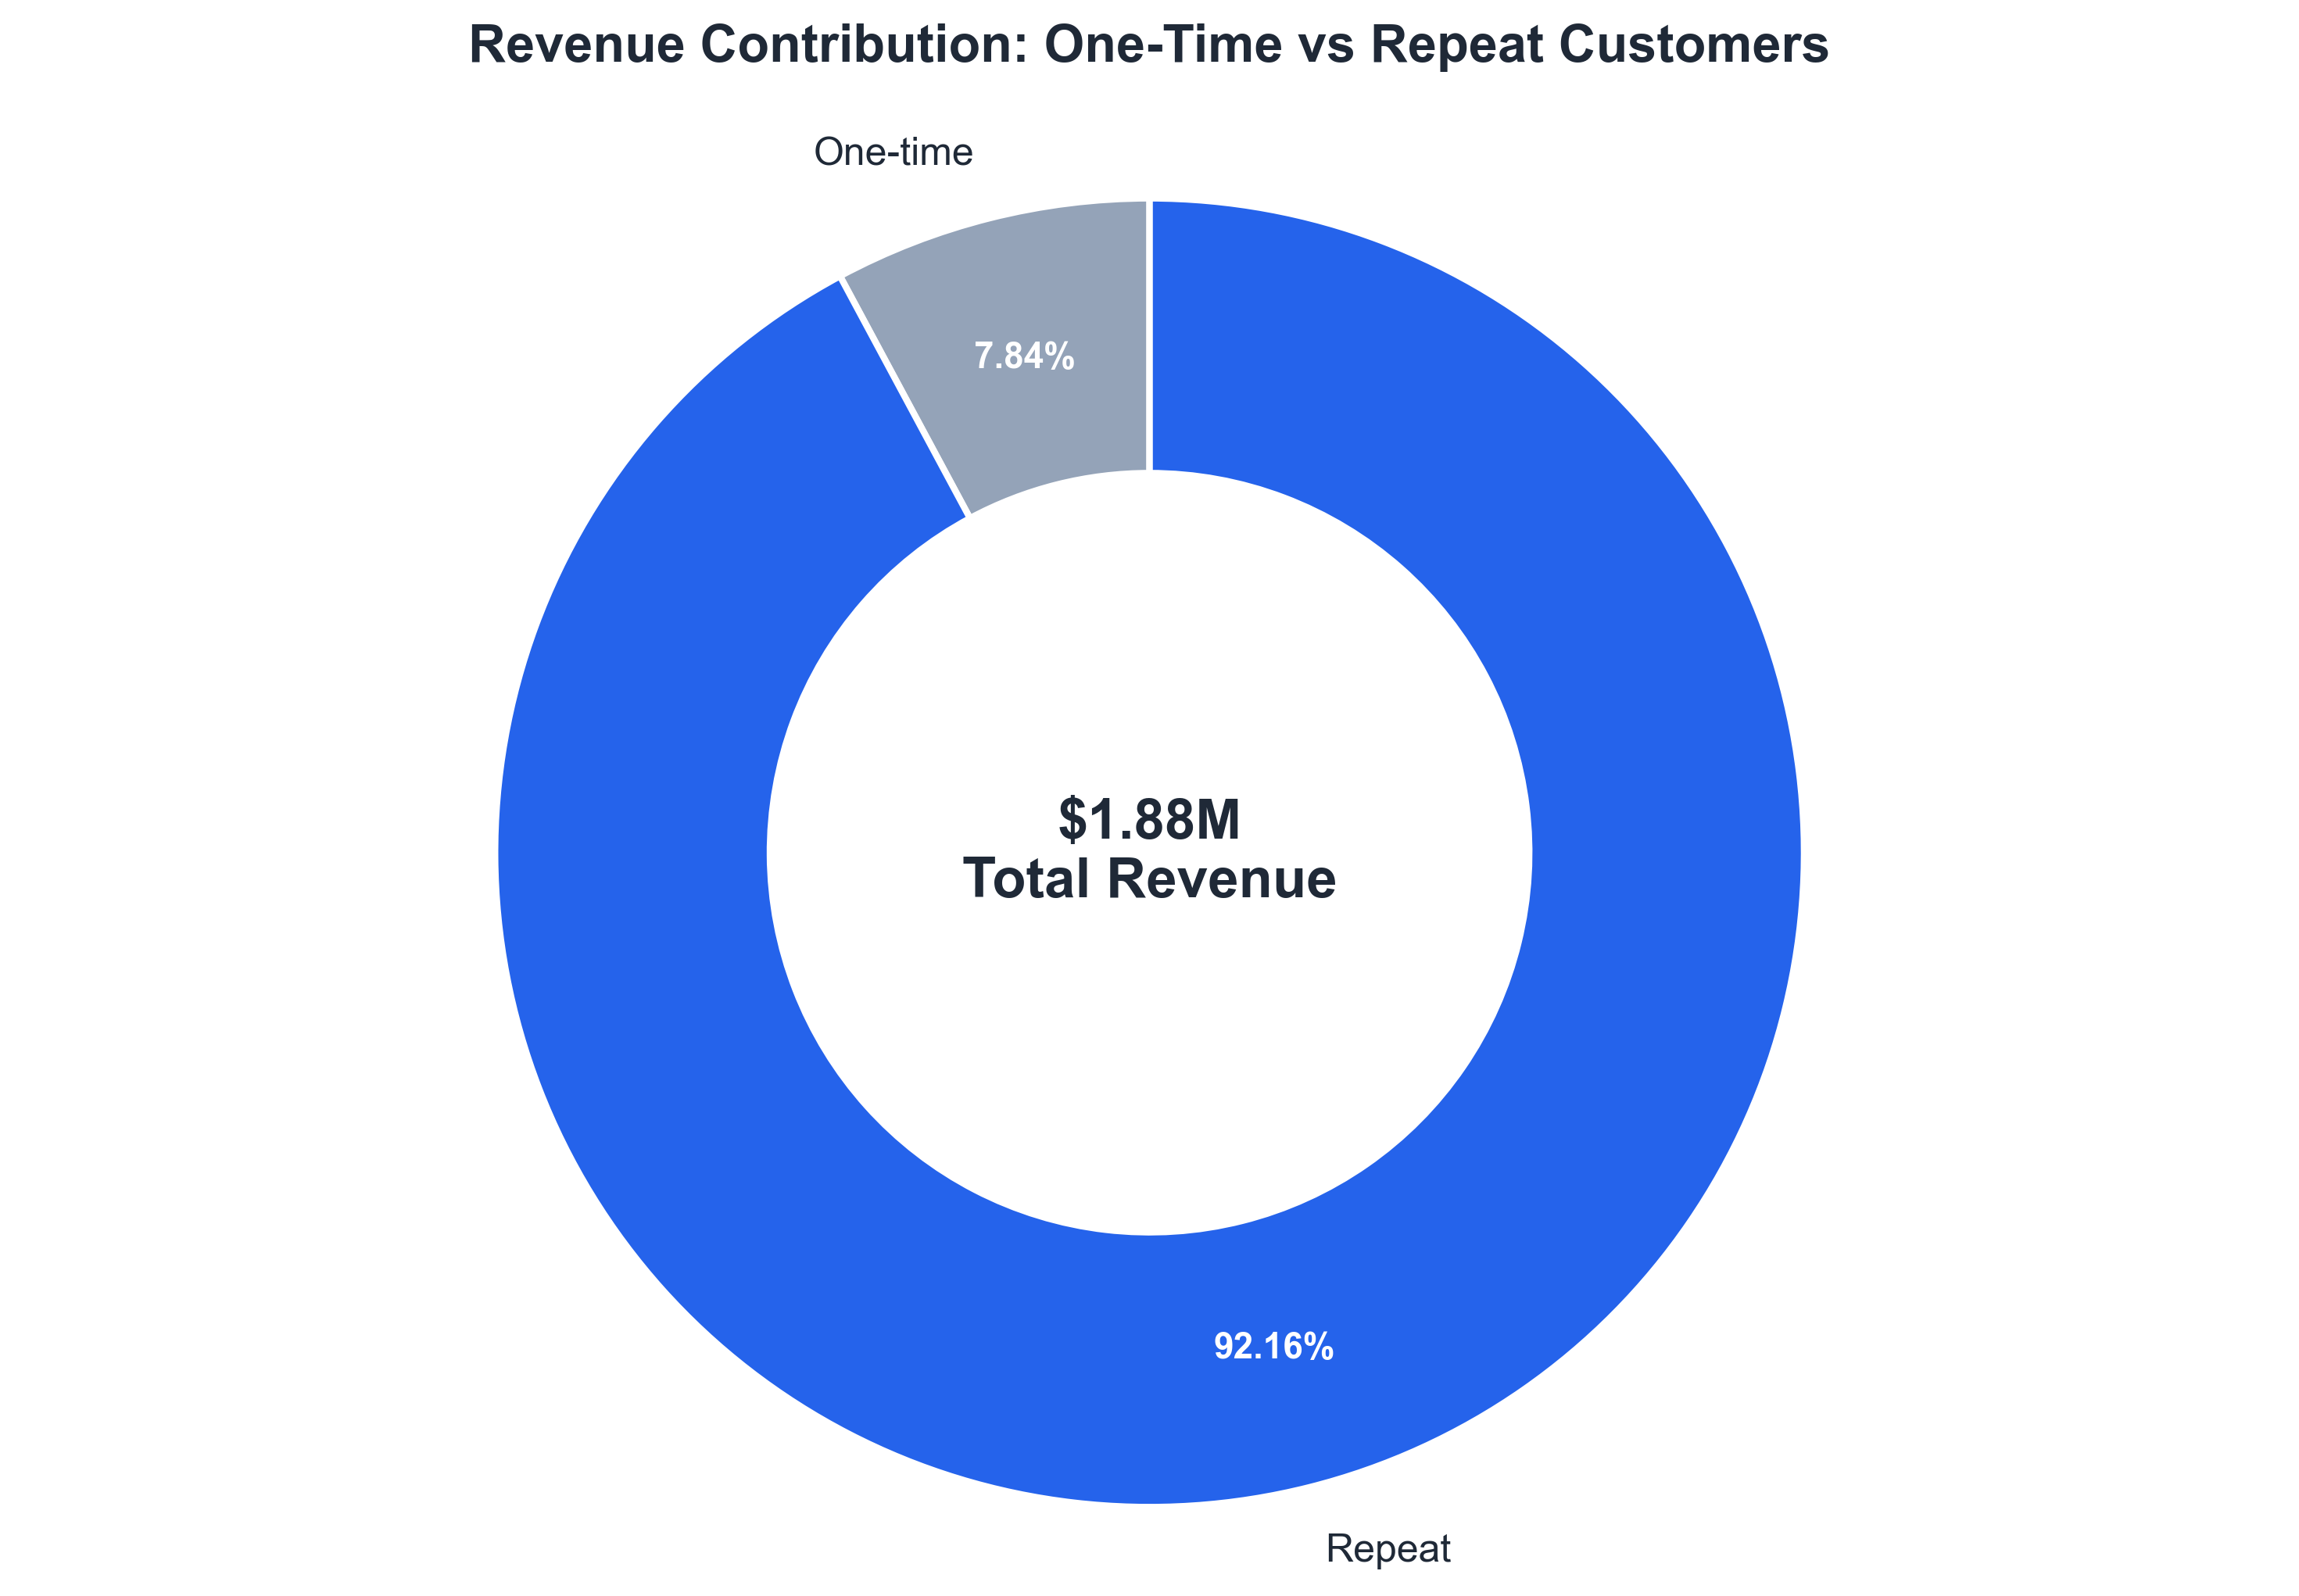 Revenue Contribution: One-Time vs Repeat Customers
One-time
7.84%
$1.88M
Total Revenue
92.16%
Repeat